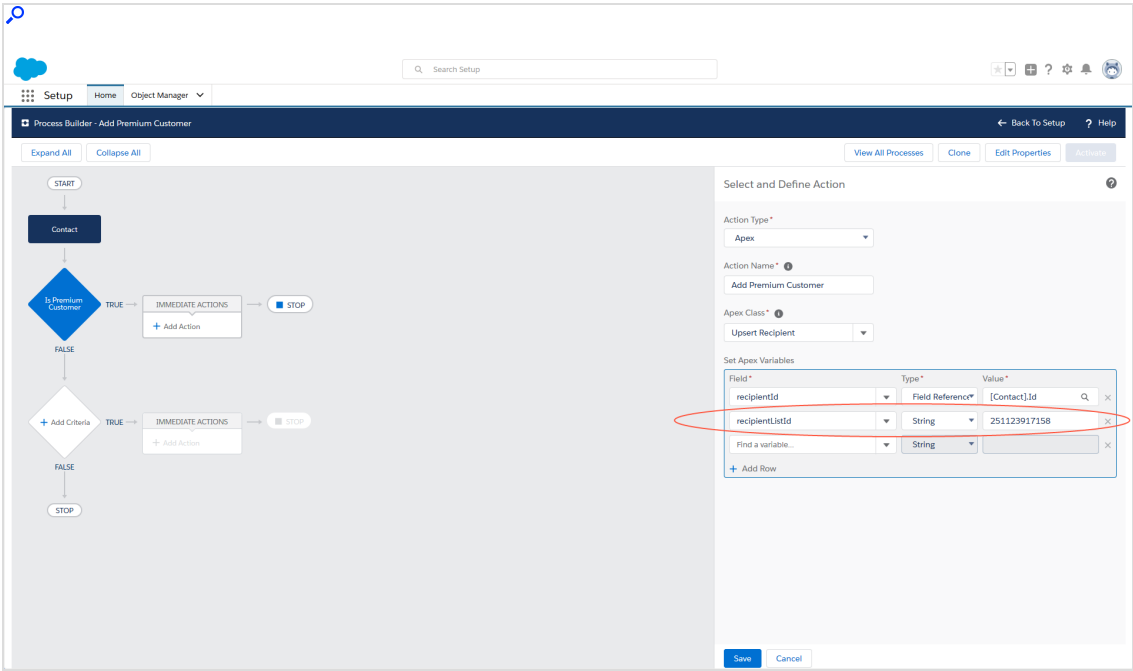 Search Setup
Setup
Home
Object Manager
Process Builder - Add Premium Customer
Back To Setup
? Help
Expand All
Collapse All
View All Processes
Clone
Edit Properties
Activate
START
Contact
Is Premium
Customer
TRUE
IMMEDIATE ACTIONS
+ Add Action
STOP
FALSE
+ Add Criteria
TRUE
IMMEDIATE ACTIONS
+ Add Action
STOP
FALSE
STOP
Select and Define Action
Action Type*
Apex
Action Name*
Add Premium Customer
Apex Class*
Upsert Recipient
Set Apex Variables
Field* Type* Value*
recipientId Field Reference [Contact].Id
recipientListId String 251123917158
Find a variable... String
+ Add Row
Save
Cancel